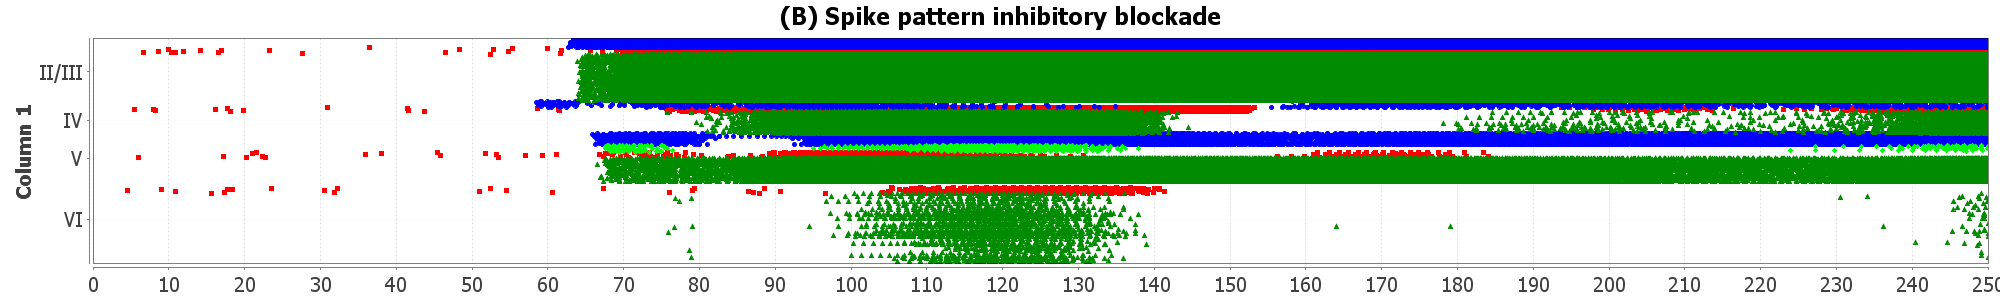 (B) Spike pattern inhibitory blockade
Column 1
II/III
IV
V
VI
0 10 20 30 40 50 60 70 80 90 100 110 120 130 140 150 160 170 180 190 200 210 220 230 240 250